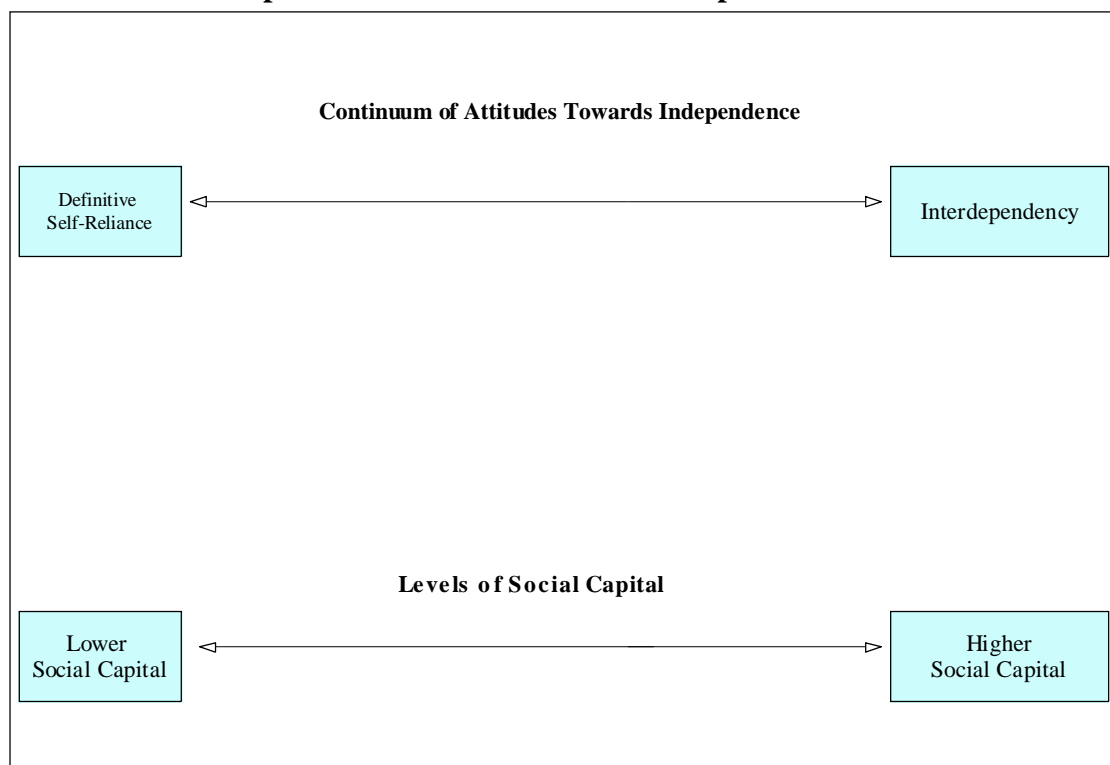 Continuum of Attitudes Towards Independence
Definitive
Self-Reliance
Interdependency
Levels of Social Capital
Lower
Social Capital
Higher
Social Capital